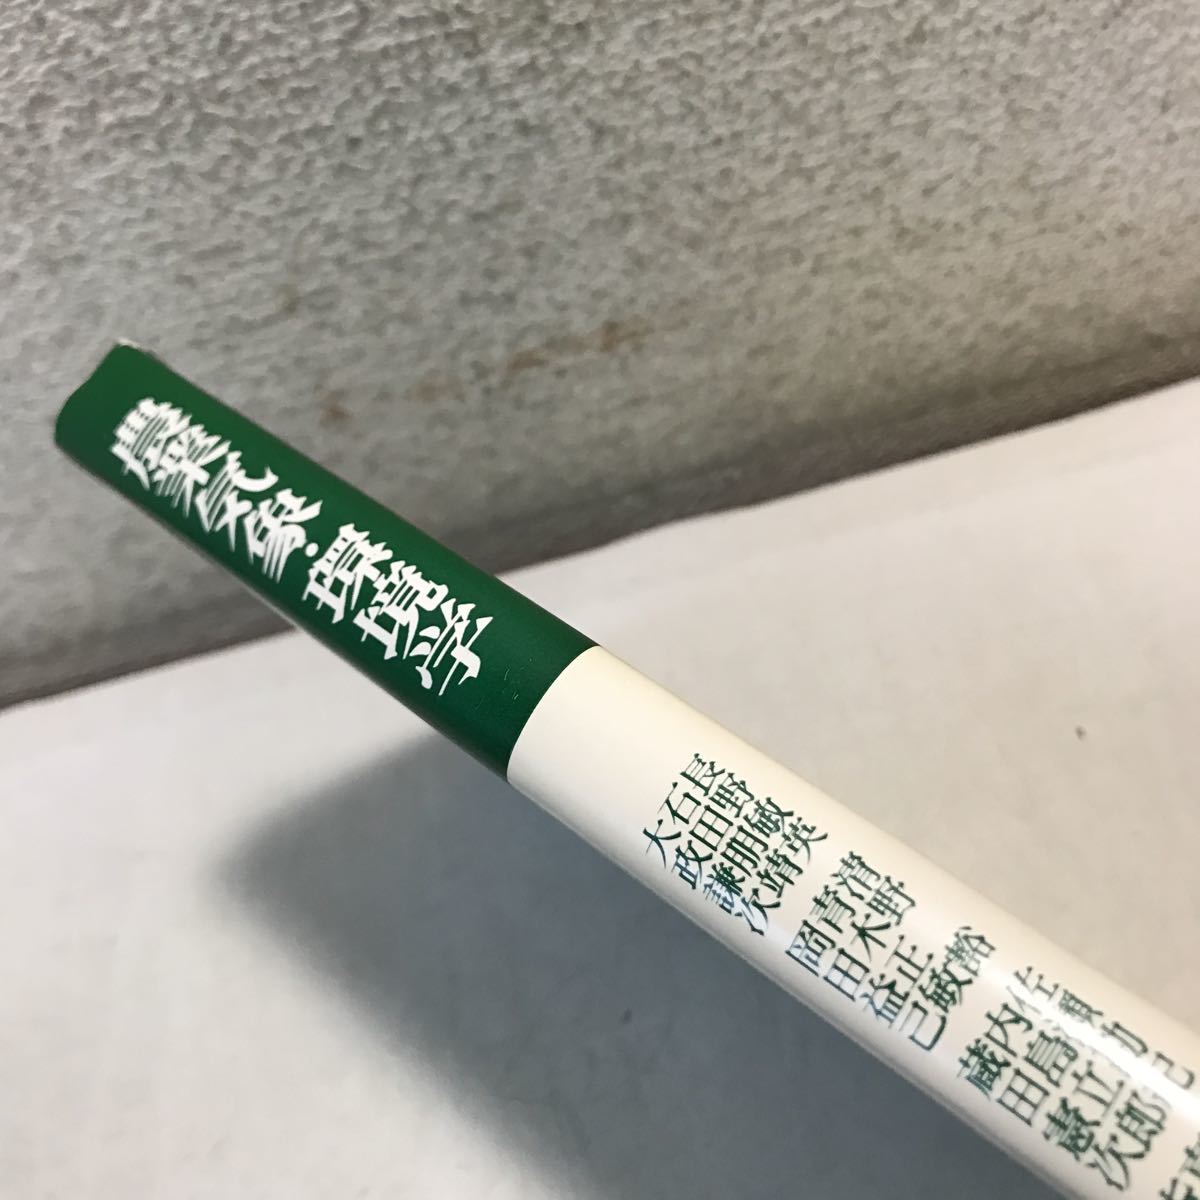 農業気象・環境学
長野敏英
石田朋靖
大政謙次
清野豁
青木正敏
岡田益己
佐瀬
内島立郎
蔵田憲次